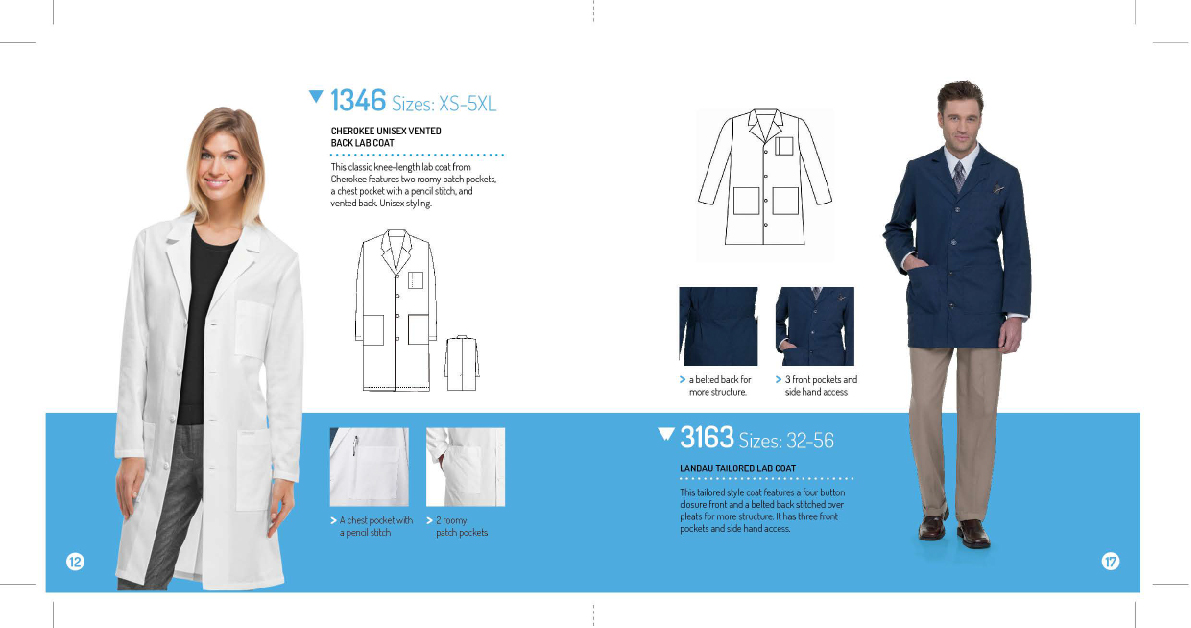 1346 Sizes: XS-5XL
CHEROKEE UNISEX VENTED
BACK LAB COAT
This classic knee-length lab coat from
Cherokee features two roomy patch pockets,
a chest pocket with a pencil stitch, and
vented back. Unisex styling.
A chest pocket with
a pencil stitch
2 roomy
patch pockets
12
a belted back for
more structure.
3 front pockets and
side hand access
3163 Sizes: 32-56
LANDAU TAILORED LAB COAT
This tailored style coat features a four button
closure front and a belted back stitched over
pleats for more structure. It has three front
pockets and side hand access.
17